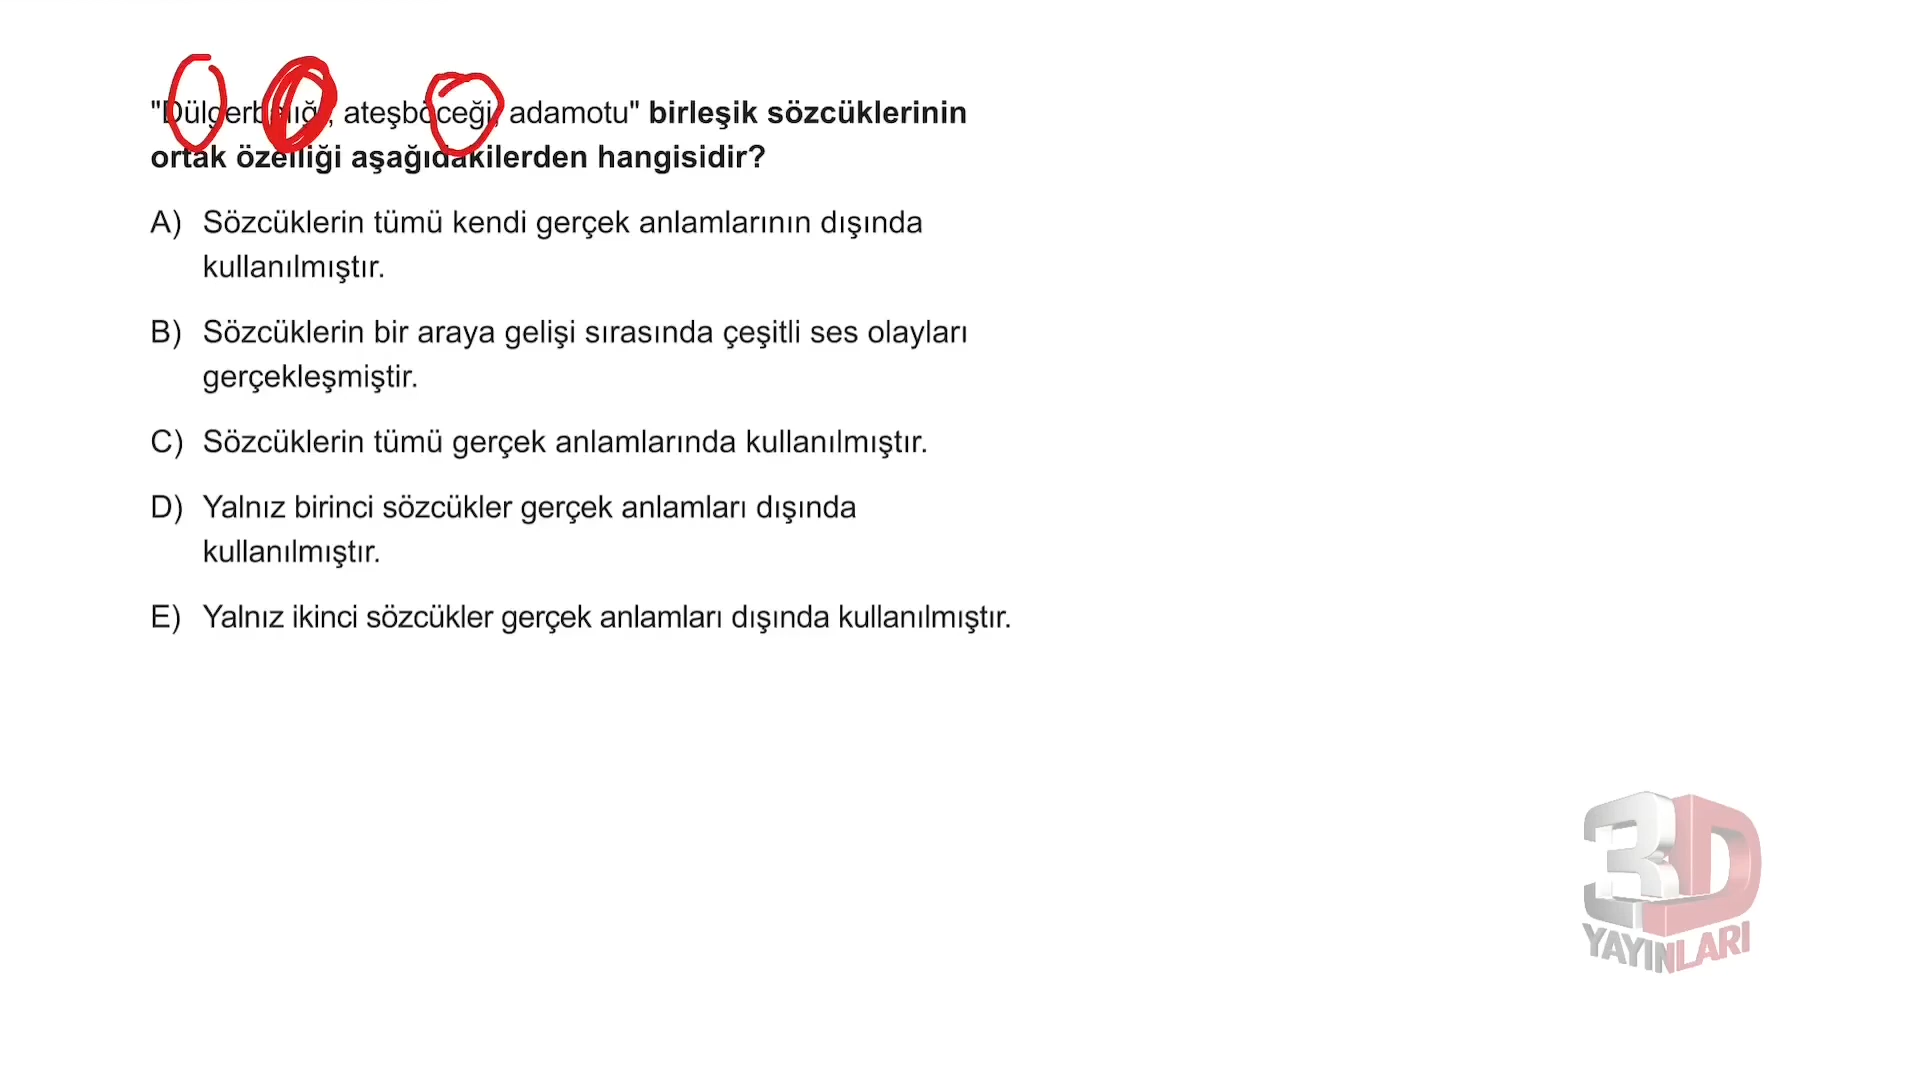 "Dülgerbalığı, ateşböceği, adamotu" birleşik sözcüklerinin
ortak özelliği aşağıdakilerden hangisidir?
A) Sözcüklerin tümü kendi gerçek anlamlarının dışında
kullanılmıştır.
B) Sözcüklerin bir araya gelişi sırasında çeşitli ses olayları
gerçekleşmiştir.
C) Sözcüklerin tümü gerçek anlamlarında kullanılmıştır.
D) Yalnız birinci sözcükler gerçek anlamları dışında
kullanılmıştır.
E) Yalnız ikinci sözcükler gerçek anlamları dışında kullanılmıştır.
3D
YAYINLARI